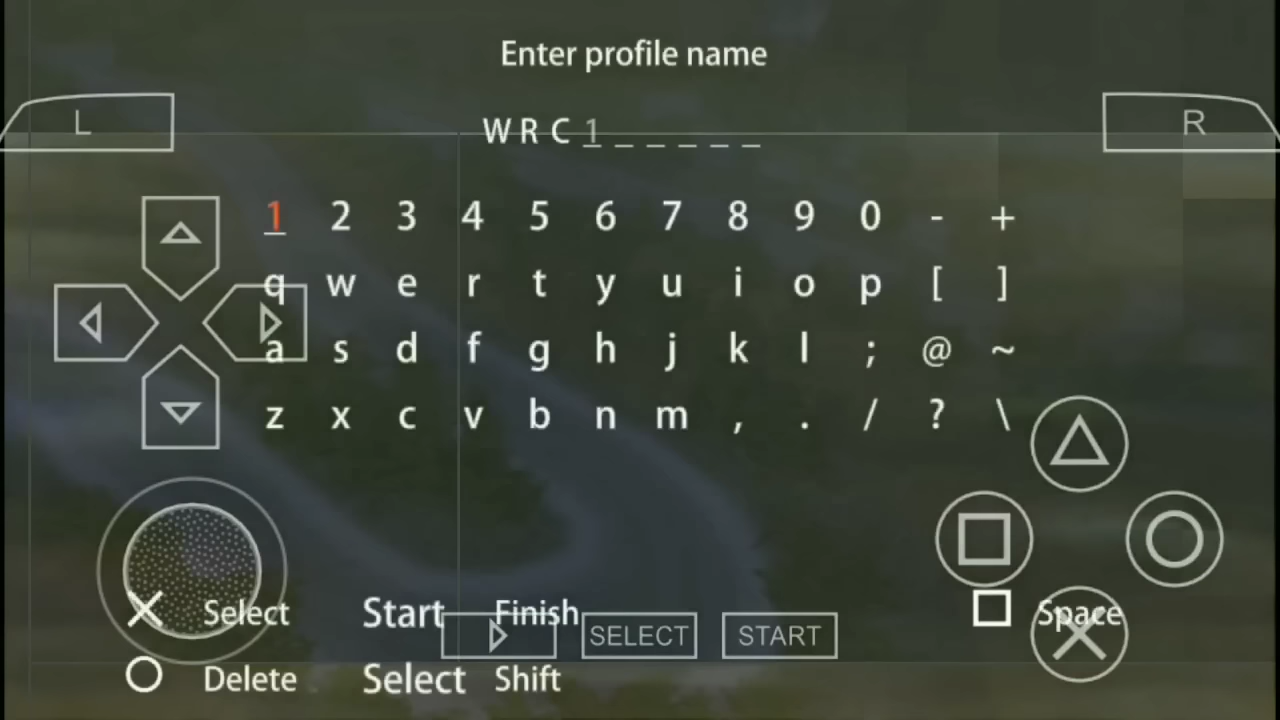 Enter profile name
L
W R C 1 _ _ _ _ _
R
1 2 3 4 5 6 7 8 9 0 - +
q w e r t y u i o p [ ]
a s d f g h j k l ; @ ~
z x c v b n m , . / ? \
Select Start Finish Space
SELECT START
Delete Select Shift